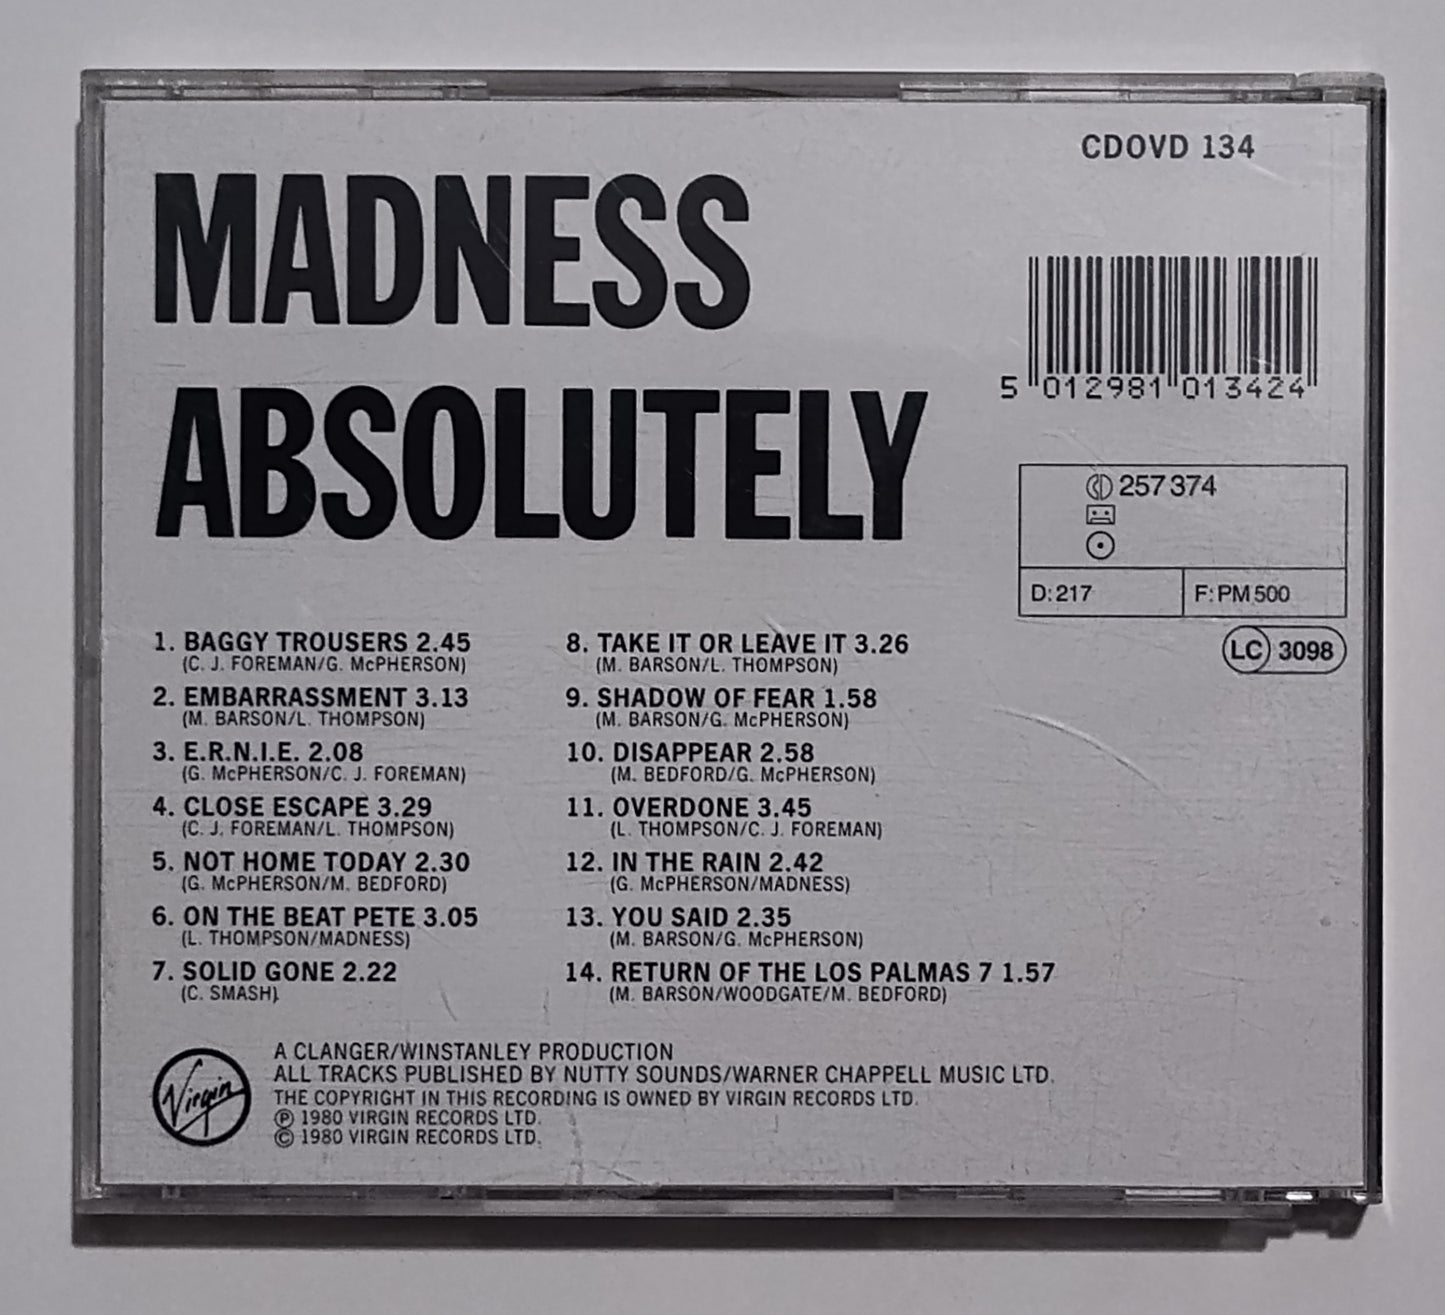 CDOVD 134
MADNESS
ABSOLUTELY
5 012981 013424
CD 257 374
D: 217
F: PM 500
LC 3098
1. BAGGY TROUSERS 2.45
(C. J. FOREMAN/G. McPHERSON)
2. EMBARRASSMENT 3.13
(M. BARSON/L. THOMPSON)
3. E.R.N.I.E. 2.08
(G. McPHERSON/C. J. FOREMAN)
4. CLOSE ESCAPE 3.29
(C. J. FOREMAN/L. THOMPSON)
5. NOT HOME TODAY 2.30
(G. McPHERSON/M. BEDFORD)
6. ON THE BEAT PETE 3.05
(L. THOMPSON/MADNESS)
7. SOLID GONE 2.22
(C. SMASH)
8. TAKE IT OR LEAVE IT 3.26
(M. BARSON/L. THOMPSON)
9. SHADOW OF FEAR 1.58
(M. BARSON/G. McPHERSON)
10. DISAPPEAR 2.58
(M. BEDFORD/G. McPHERSON)
11. OVERDONE 3.45
(L. THOMPSON/C. J. FOREMAN)
12. IN THE RAIN 2.42
(G. McPHERSON/MADNESS)
13. YOU SAID 2.35
(M. BARSON/G. McPHERSON)
14. RETURN OF THE LOS PALMAS 7 1.57
(M. BARSON/WOODGATE/M. BEDFORD)
Virgin
A CLANGER/WINSTANLEY PRODUCTION
ALL TRACKS PUBLISHED BY NUTTY SOUNDS/WARNER CHAPPELL MUSIC LTD.
THE COPYRIGHT IN THIS RECORDING IS OWNED BY VIRGIN RECORDS LTD.
℗ 1980 VIRGIN RECORDS LTD.
© 1980 VIRGIN RECORDS LTD.